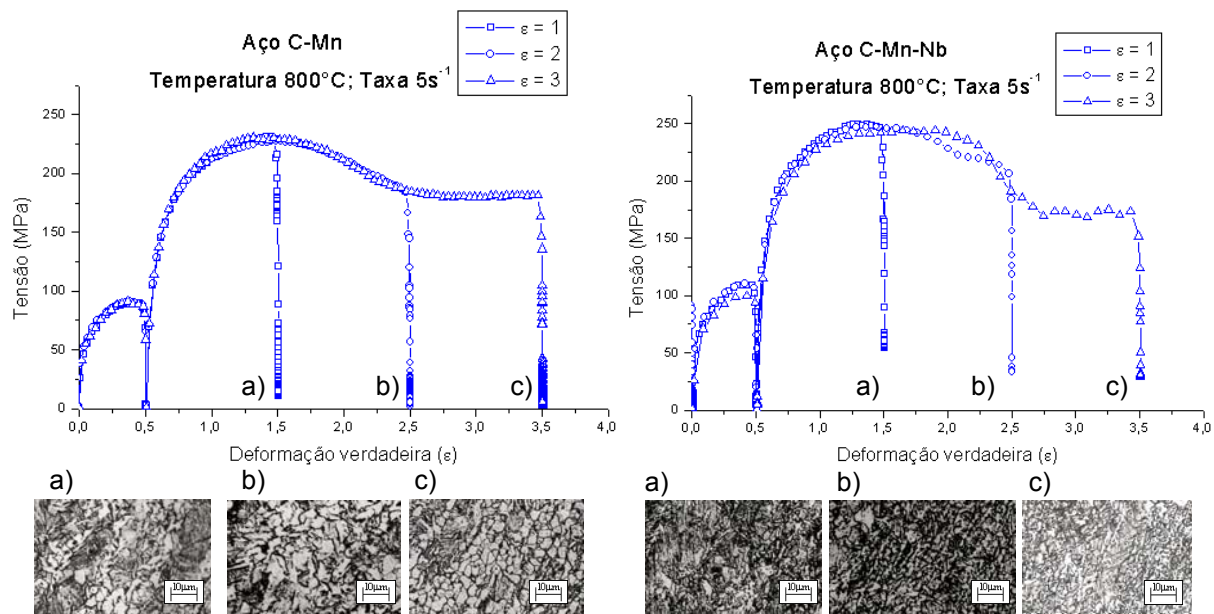 Aço C-Mn
Temperatura 800°C; Taxa 5s⁻¹
ε = 1
ε = 2
ε = 3
Tensão (MPa)
250
200
150
100
50
0
a)
b)
c)
0,0
0,5
1,0
1,5
2,0
2,5
3,0
3,5
4,0
Deformação verdadeira (ε)
a)
b)
c)
10µm
10µm
10µm
Aço C-Mn-Nb
Temperatura 800°C; Taxa 5s⁻¹
ε = 1
ε = 2
ε = 3
Tensão (MPa)
250
200
150
100
50
0
a)
b)
c)
0,0
0,5
1,0
1,5
2,0
2,5
3,0
3,5
4,0
Deformação verdadeira (ε)
a)
b)
c)
10µm
10µm
10µm